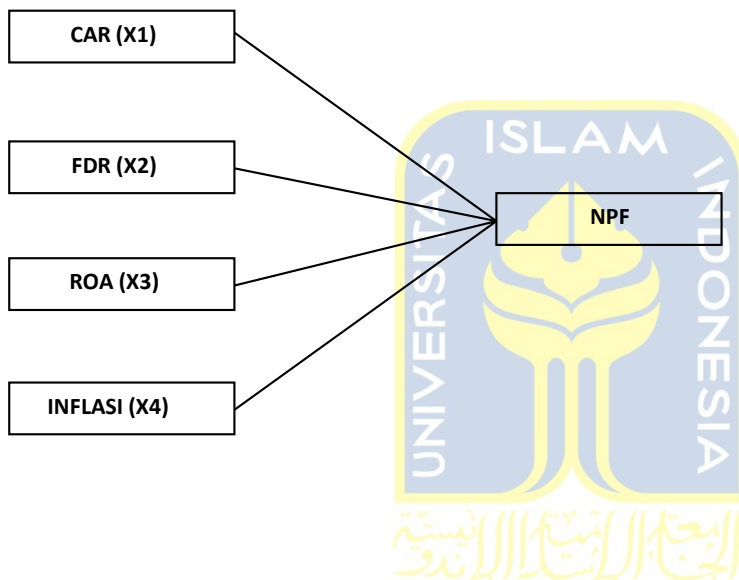 CAR (X1)
FDR (X2)
ROA (X3)
INFLASI (X4)
NPF
UNIVERSITAS
ISLAM
INDONESIA